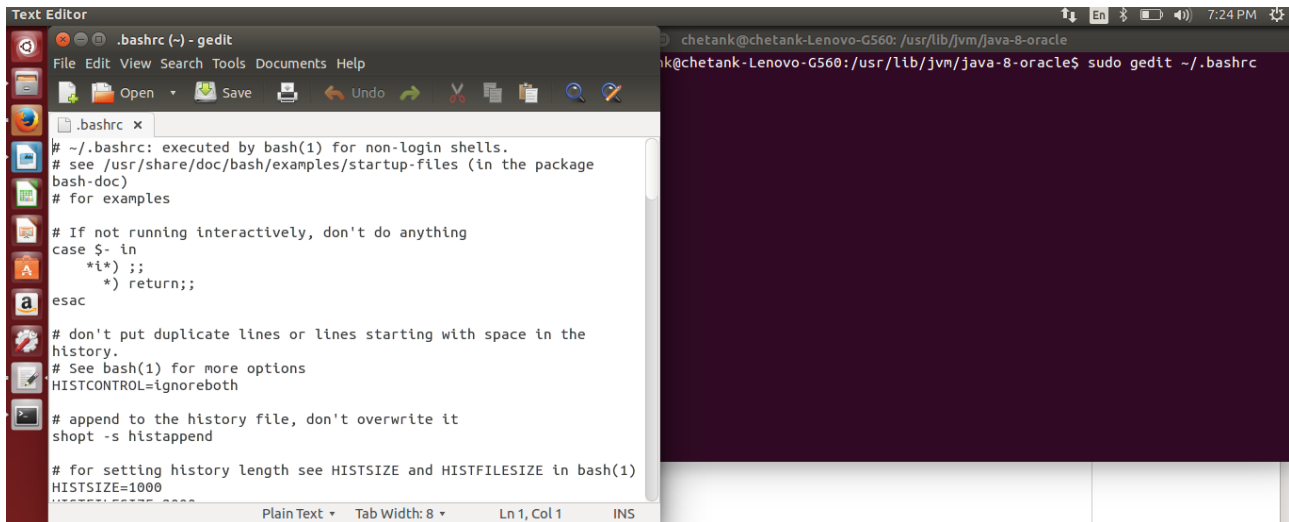 Text Editor
En
7:24 PM
.bashrc (~) - gedit
chetank@chetank-Lenovo-G560: /usr/lib/jvm/java-8-oracle
File Edit View Search Tools Documents Help
nk@chetank-Lenovo-G560:/usr/lib/jvm/java-8-oracle$ sudo gedit ~/.bashrc
Open Save Undo
.bashrc x
# ~/.bashrc: executed by bash(1) for non-login shells.
# see /usr/share/doc/bash/examples/startup-files (in the package
bash-doc)
# for examples
# If not running interactively, don't do anything
case $- in
*i*) ;;
*) return;;
esac
# don't put duplicate lines or lines starting with space in the
history.
# See bash(1) for more options
HISTCONTROL=ignoreboth
# append to the history file, don't overwrite it
shopt -s histappend
# for setting history length see HISTSIZE and HISTFILESIZE in bash(1)
HISTSIZE=1000
Plain Text Tab Width: 8 Ln 1, Col 1 INS